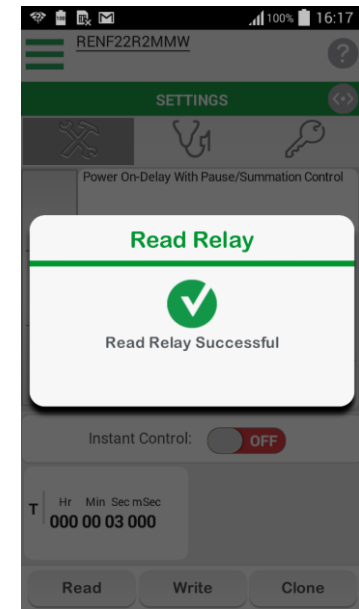 100% 16:17
RENF22R2MMW
?
SETTINGS
Power On-Delay With Pause/Summation Control
Read Relay
Read Relay Successful
Instant Control: OFF
Hr Min Sec mSec
T 000 00 03 000
Read Write Clone